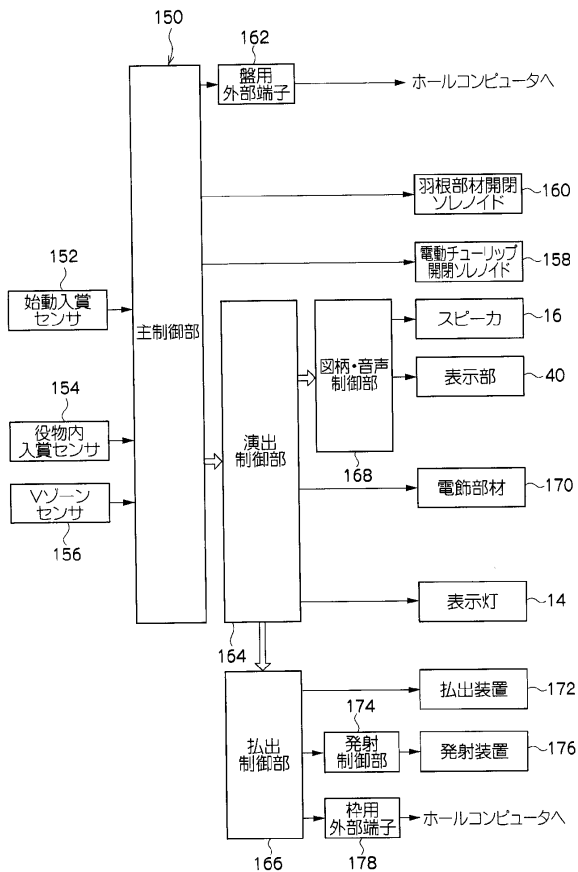 150
162
盤用
外部端子
ホールコンピュータへ
羽根部材開閉
ソレノイド
160
152
電動チューリップ
開閉ソレノイド
158
始動入賞
センサ
主制御部
スピーカ
16
図柄・音声
制御部
154
表示部
40
役物内
入賞センサ
演出
制御部
168
Vゾーン
センサ
電飾部材
170
156
表示灯
14
164
払出装置
172
174
払出
制御部
発射
制御部
発射装置
176
枠用
外部端子
ホールコンピュータへ
166
178